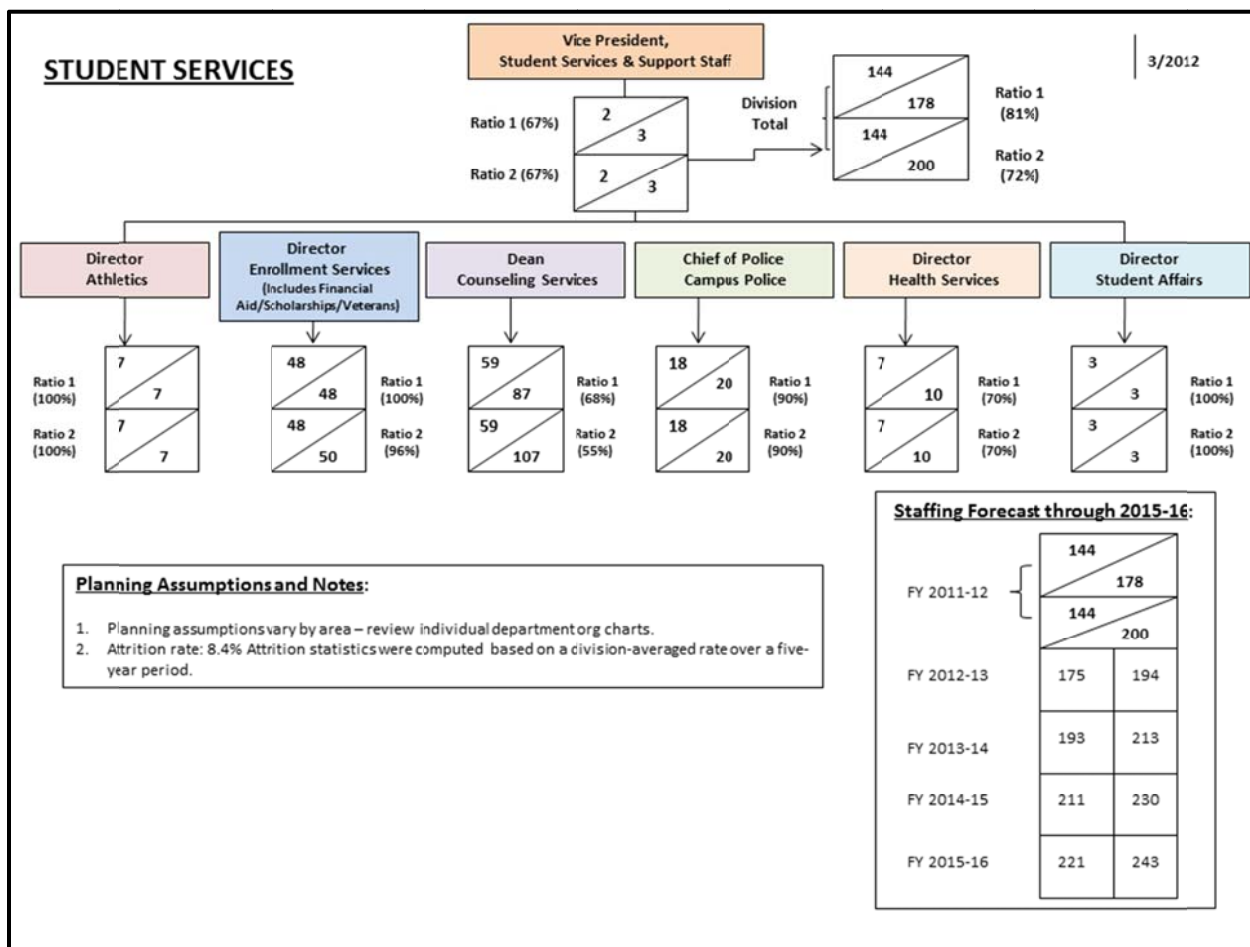 STUDENT SERVICES
Vice President,
Student Services & Support Staff
3/2012
Ratio 1 (67%)
2
3
Ratio 2 (67%)
2
3
Division
Total
144
178
Ratio 1
(81%)
144
200
Ratio 2
(72%)
Director
Athletics
Director
Enrollment Services
(Includes Financial
Aid/Scholarships/Veterans)
Dean
Counseling Services
Chief of Police
Campus Police
Director
Health Services
Director
Student Affairs
Ratio 1
(100%)
7
7
Ratio 2
(100%)
7
7
48
48
Ratio 1
(100%)
48
50
Ratio 2
(96%)
59
87
Ratio 1
(68%)
59
107
Ratio 2
(55%)
18
20
Ratio 1
(90%)
18
20
Ratio 2
(90%)
7
10
Ratio 1
(70%)
7
10
Ratio 2
(70%)
3
3
Ratio 1
(100%)
3
3
Ratio 2
(100%)
Planning Assumptions and Notes:
1. Planning assumptions vary by area – review individual department org charts.
2. Attrition rate: 8.4% Attrition statistics were computed based on a division-averaged rate over a five-
year period.
Staffing Forecast through 2015-16:
FY 2011-12
144
178
144
200
FY 2012-13 175 194
FY 2013-14 193 213
FY 2014-15 211 230
FY 2015-16 221 243